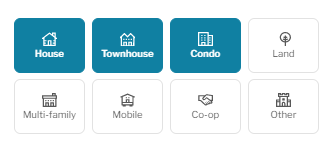 House Townhouse Condo Land
Multi-family Mobile Co-op Other